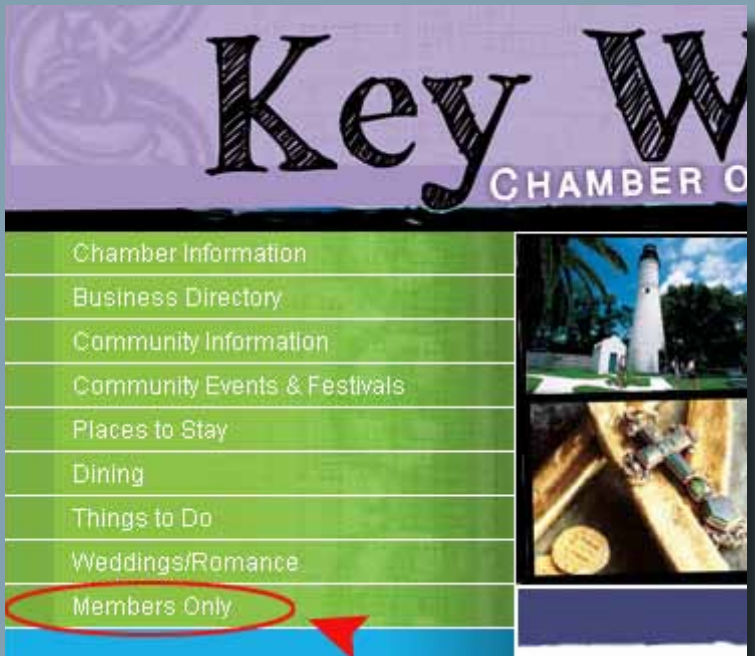 Key W
CHAMBER O
Chamber Information
Business Directory
Community Information
Community Events & Festivals
Places to Stay
Dining
Things to Do
Weddings/Romance
Members Only